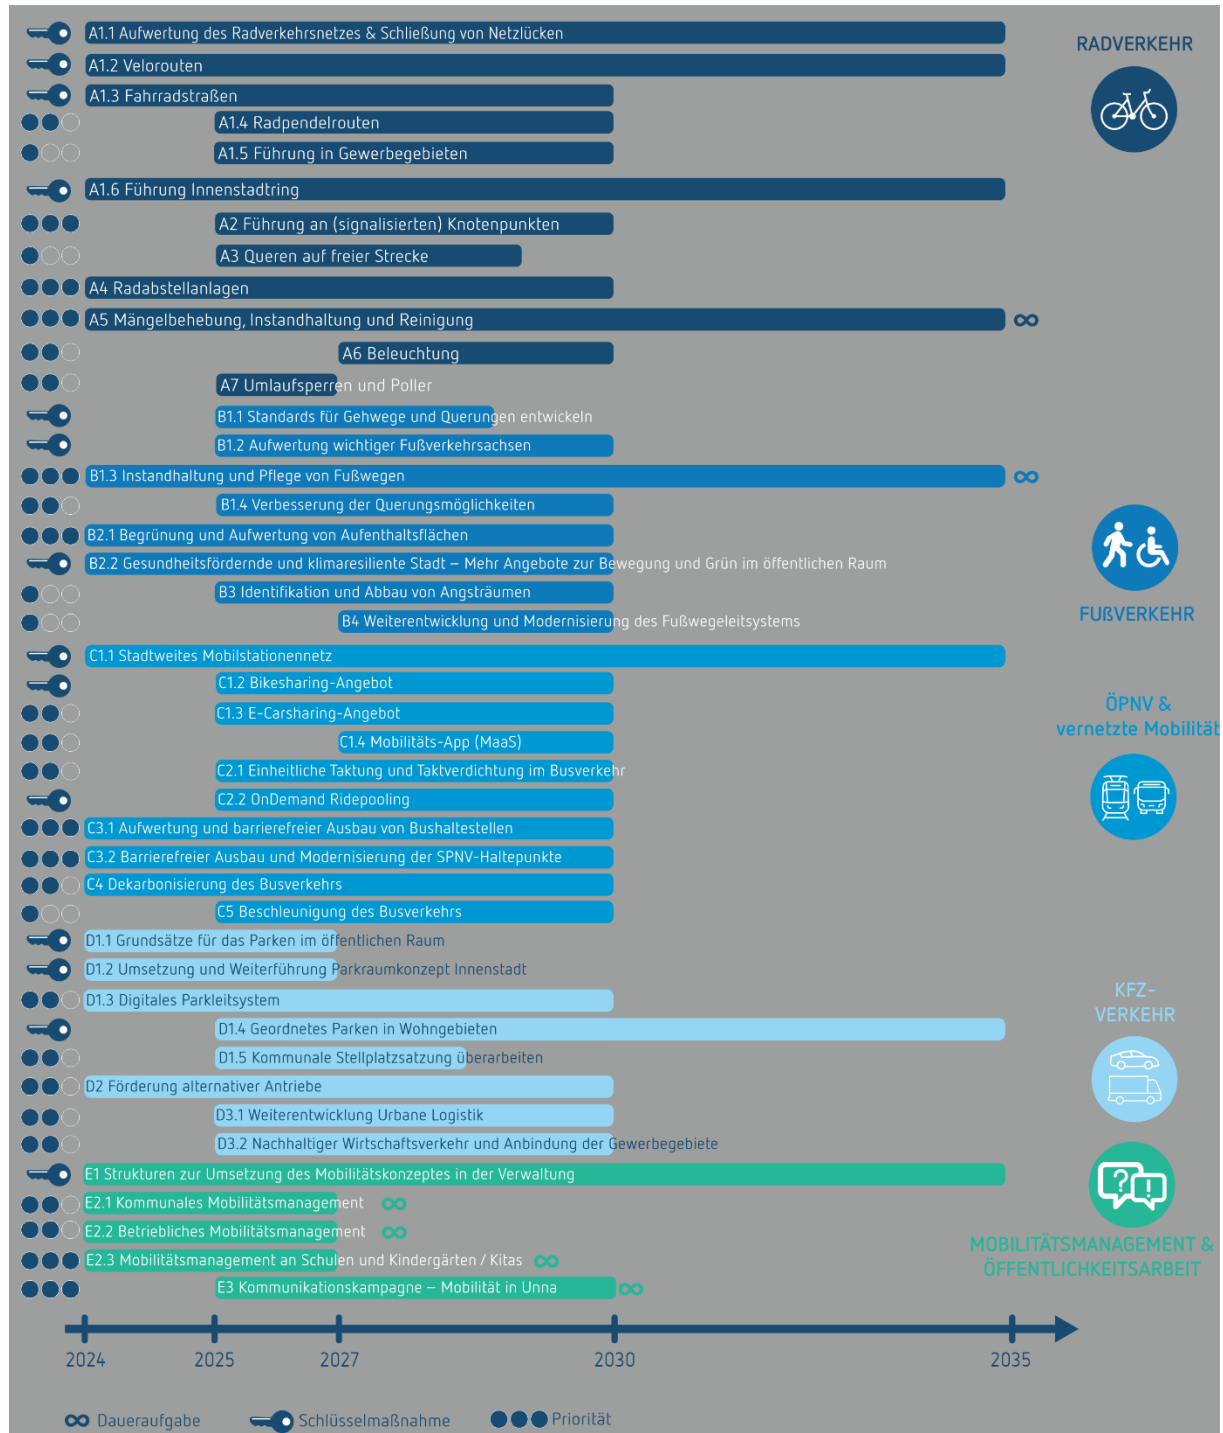 A1.1 Aufwertung des Radverkehrsnetzes & Schließung von Netzlücken
RADVERKEHR
A1.2 Velorouten
A1.3 Fahrradstraßen
A1.4 Radpendelrouten
A1.5 Führung in Gewerbegebieten
A1.6 Führung Innenstadtring
A2 Führung an (signalisierten) Knotenpunkten
A3 Queren auf freier Strecke
A4 Radabstellanlagen
A5 Mängelbehebung, Instandhaltung und Reinigung
A6 Beleuchtung
A7 Umlaufsperren und Poller
B1.1 Standards für Gehwege und Querungen entwickeln
B1.2 Aufwertung wichtiger Fußverkehrsachsen
B1.3 Instandhaltung und Pflege von Fußwegen
B1.4 Verbesserung der Querungsmöglichkeiten
B2.1 Begrünung und Aufwertung von Aufenthaltsflächen
B2.2 Gesundheitsfördernde und klimaresiliente Stadt – Mehr Angebote zur Bewegung und Grün im öffentlichen Raum
B3 Identifikation und Abbau von Angsträumen
B4 Weiterentwicklung und Modernisierung des Fußwegeleitsystems
FUßVERKEHR
C1.1 Stadtweites Mobilstationennetz
C1.2 Bikesharing-Angebot
C1.3 E-Carsharing-Angebot
ÖPNV &
vernetzte Mobilität
C1.4 Mobilitäts-App (MaaS)
C2.1 Einheitliche Taktung und Taktverdichtung im Busverkehr
C2.2 OnDemand Ridepooling
C3.1 Aufwertung und barrierefreier Ausbau von Bushaltestellen
C3.2 Barrierefreier Ausbau und Modernisierung der SPNV-Haltepunkte
C4 Dekarbonisierung des Busverkehrs
C5 Beschleunigung des Busverkehrs
D1.1 Grundsätze für das Parken im öffentlichen Raum
D1.2 Umsetzung und Weiterführung Parkraumkonzept Innenstadt
D1.3 Digitales Parkleitsystem
KFZ-
VERKEHR
D1.4 Geordnetes Parken in Wohngebieten
D1.5 Kommunale Stellplatzsatzung überarbeiten
D2 Förderung alternativer Antriebe
D3.1 Weiterentwicklung Urbane Logistik
D3.2 Nachhaltiger Wirtschaftsverkehr und Anbindung der Gewerbegebiete
E1 Strukturen zur Umsetzung des Mobilitätskonzeptes in der Verwaltung
E2.1 Kommunales Mobilitätsmanagement
E2.2 Betriebliches Mobilitätsmanagement
E2.3 Mobilitätsmanagement an Schulen und Kindergärten / Kitas
MOBILITÄTSMANAGEMENT &
ÖFFENTLICHKEITSARBEIT
E3 Kommunikationskampagne – Mobilität in Unna
2024 2025 2027 2030 2035
Daueraufgabe Schlüsselmaßnahme Priorität